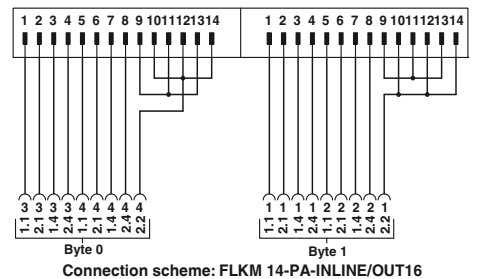 1 2 3 4 5 6 7 8 9 10 11 12 13 14
1 2 3 4 5 6 7 8 9 10 11 12 13 14
3 3 3 3 4 4 4 4 4
1.1 2.1 1.4 2.4 1.1 2.1 1.4 2.4 2.2
1 1 1 1 2 2 2 2 1
1.1 2.1 1.4 2.4 1.1 2.1 1.4 2.4 2.2
Byte 0
Byte 1
Connection scheme: FLKM 14-PA-INLINE/OUT16